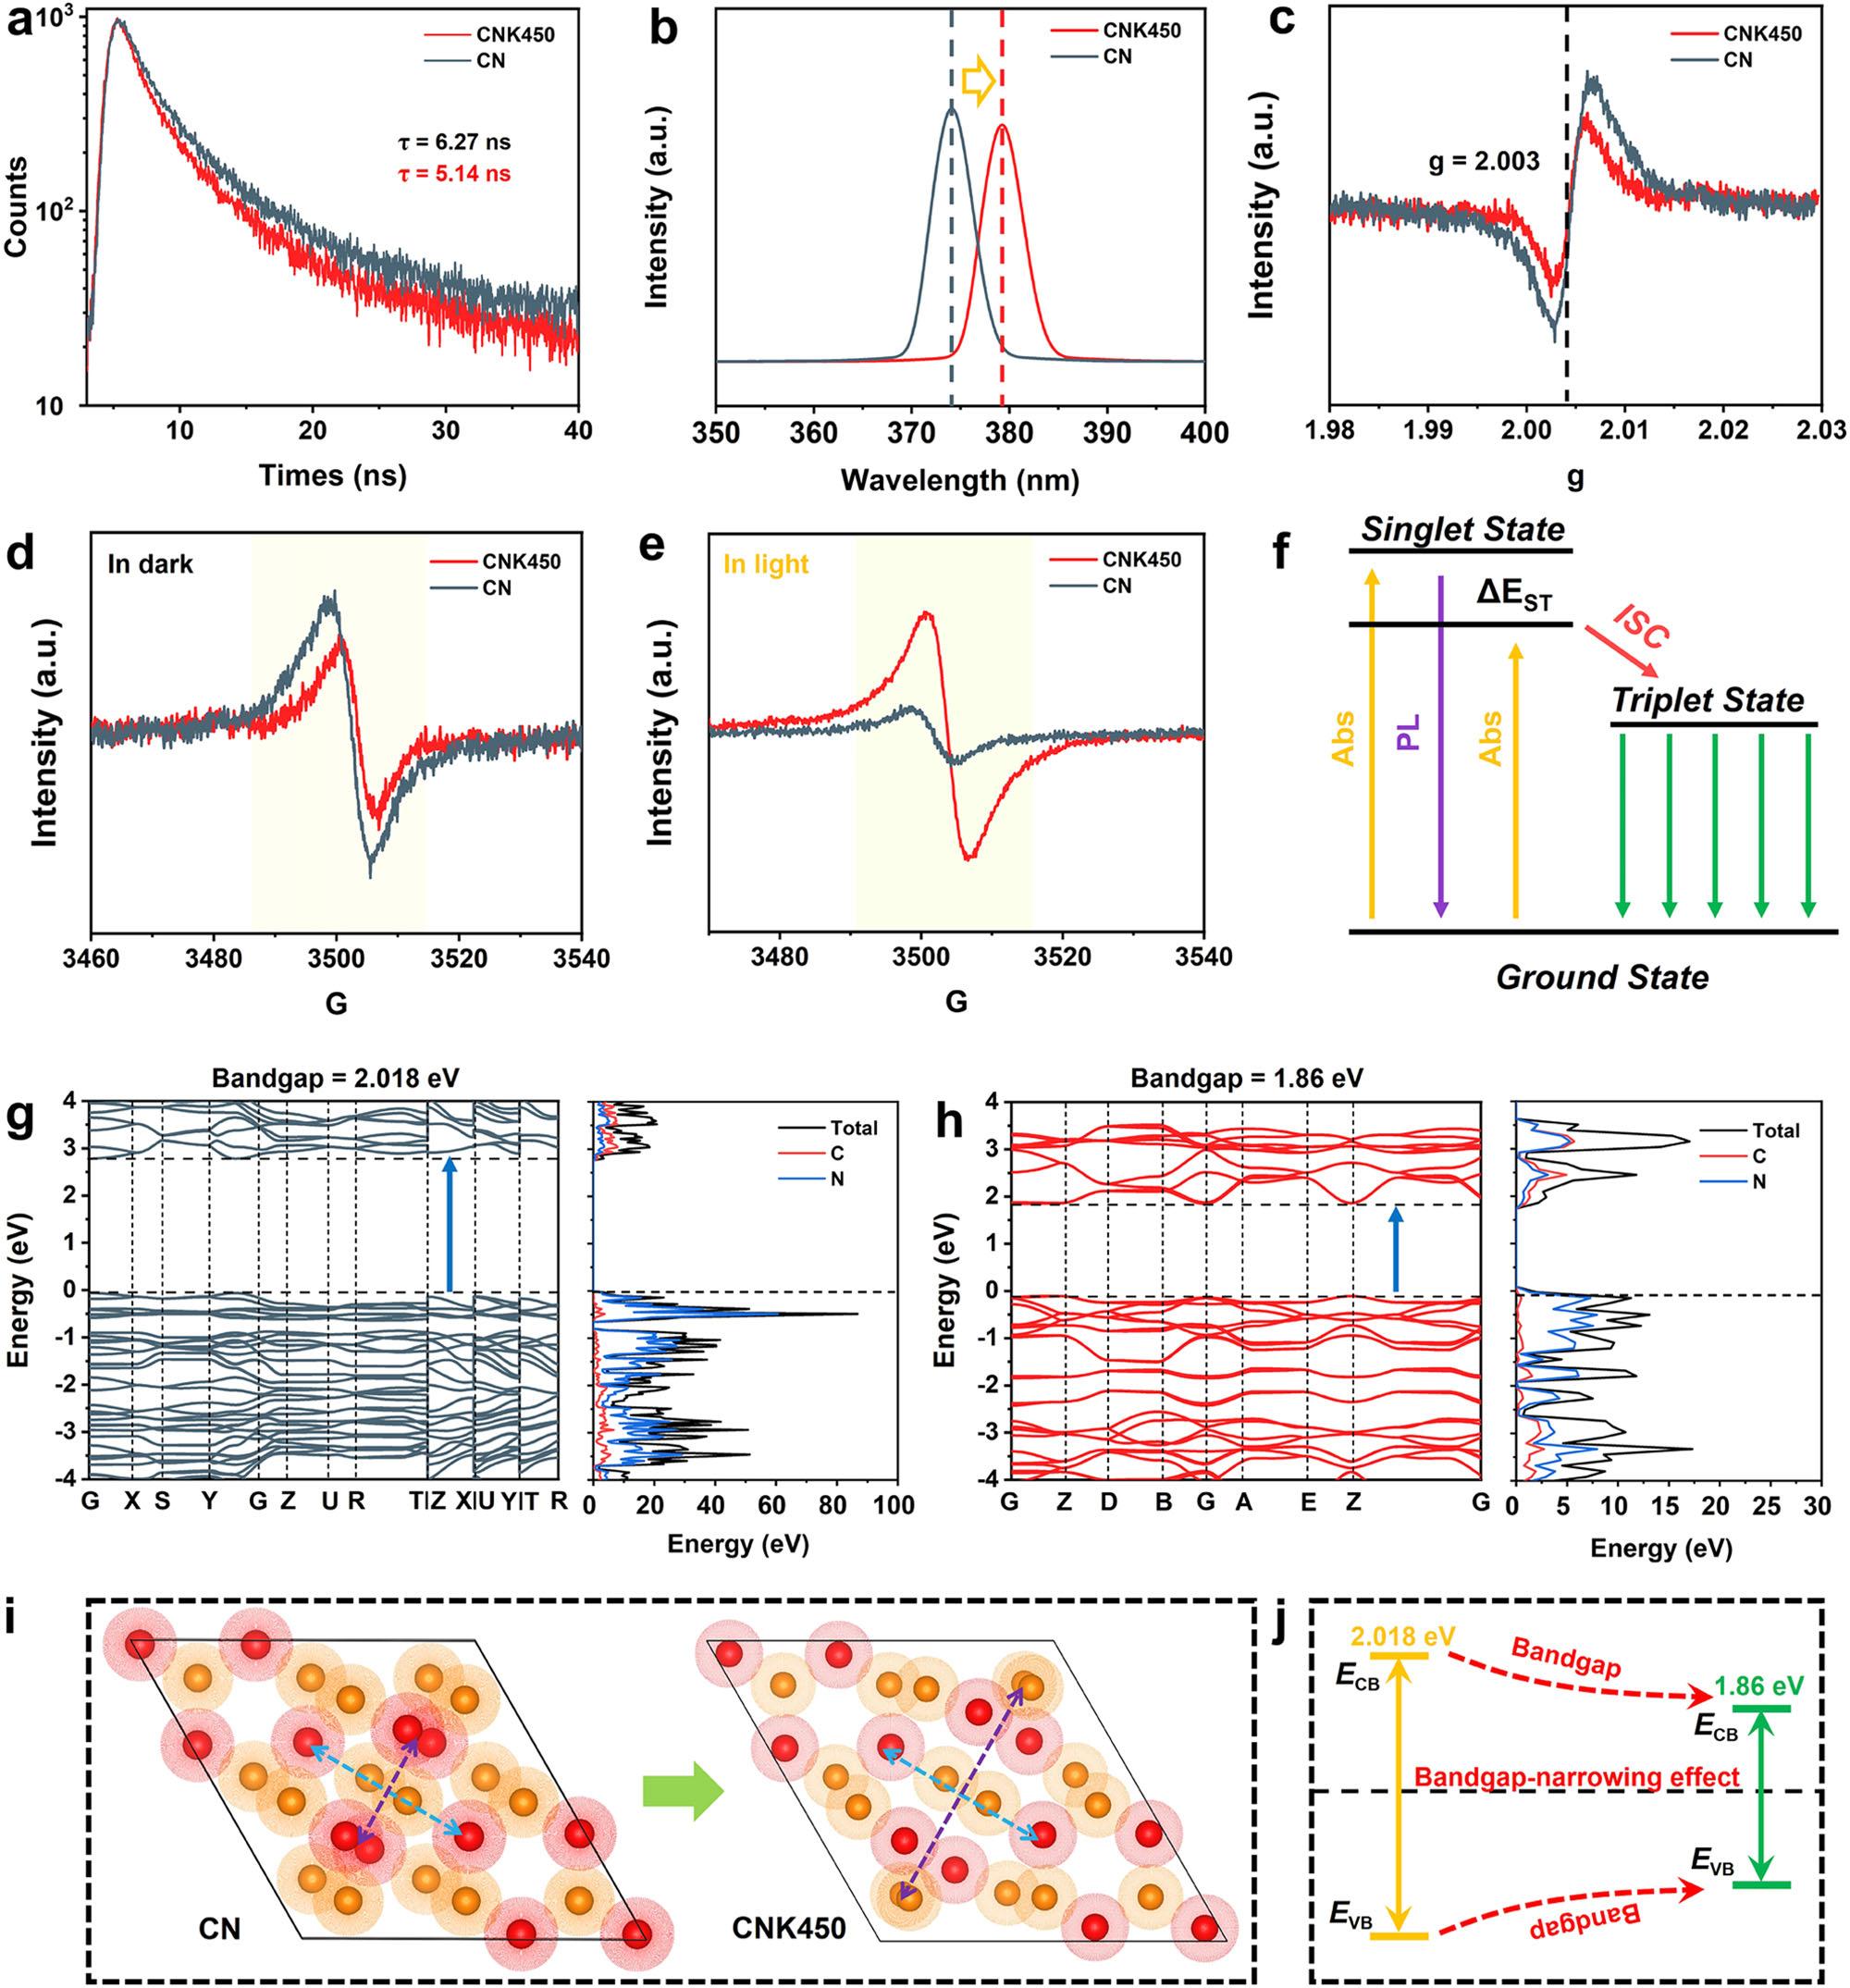 a
10³
10²
10
Counts
CNK450
CN
τ = 6.27 ns
τ = 5.14 ns
10 20 30 40
Times (ns)
b
Intensity (a.u.)
CNK450
CN
350 360 370 380 390 400
Wavelength (nm)
c
Intensity (a.u.)
CNK450
CN
g = 2.003
1.98 1.99 2.00 2.01 2.02 2.03
g
d
In dark
CNK450
CN
Intensity (a.u.)
3460 3480 3500 3520 3540
G
e
In light
CNK450
CN
Intensity (a.u.)
3480 3500 3520 3540
G
f
Singlet State
ΔE_ST
ISC
Triplet State
Abs
PL
Abs
Ground State
g
Bandgap = 2.018 eV
Energy (eV)
4
3
2
1
0
-1
-2
-3
-4
G X S Y G Z U R T|Z X|U Y|T R
Total
C
N
0 20 40 60 80 100
Energy (eV)
h
Bandgap = 1.86 eV
Energy (eV)
4
3
2
1
0
-1
-2
-3
-4
G Z D B G A E Z G
Total
C
N
0 5 10 15 20 25 30
Energy (eV)
i
CN
CNK450
j
2.018 eV
Bandgap
E_CB
1.86 eV
E_CB
Bandgap-narrowing effect
E_VB
E_VB
Bandgap